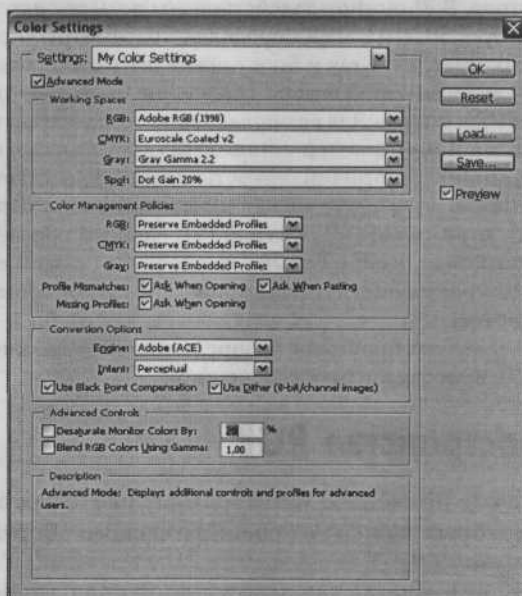 Color Settings
Settings: My Color Settings
Advanced Mode
Working Spaces
RGB: Adobe RGB (1998)
CMYK: Euroscale Coated v2
Gray: Gray Gamma 2.2
Spot: Dot Gain 20%
Color Management Policies
RGB: Preserve Embedded Profiles
CMYK: Preserve Embedded Profiles
Gray: Preserve Embedded Profiles
Profile Mismatches: Ask When Opening Ask When Pasting
Missing Profiles: Ask When Opening
Conversion Options
Engine: Adobe (ACE)
Intent: Perceptual
Use Black Point Compensation Use Dither (8-bit/channel images)
Advanced Controls
Desaturate Monitor Colors By: 20 %
Blend RGB Colors Using Gamma: 1.00
Description
Advanced Mode: Displays additional controls and profiles for advanced
users.
OK
Reset
Load...
Save...
Preview